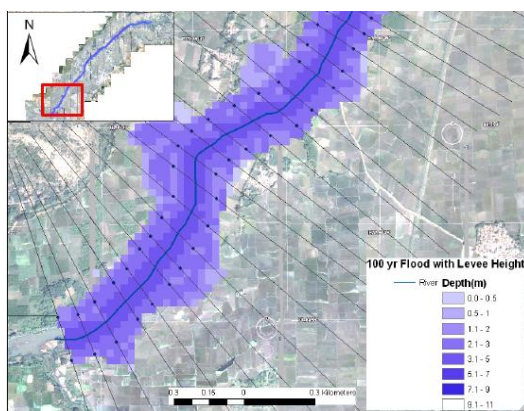 N
100 yr Flood with Levee Height
River Depth(m)
0.0 - 0.5
0.5 - 1
1.1 - 2
2.1 - 3
3.1 - 5
5.1 - 7
7.1 - 9
9.1 - 11
0.3 0.15 0 0.3 Kilometers